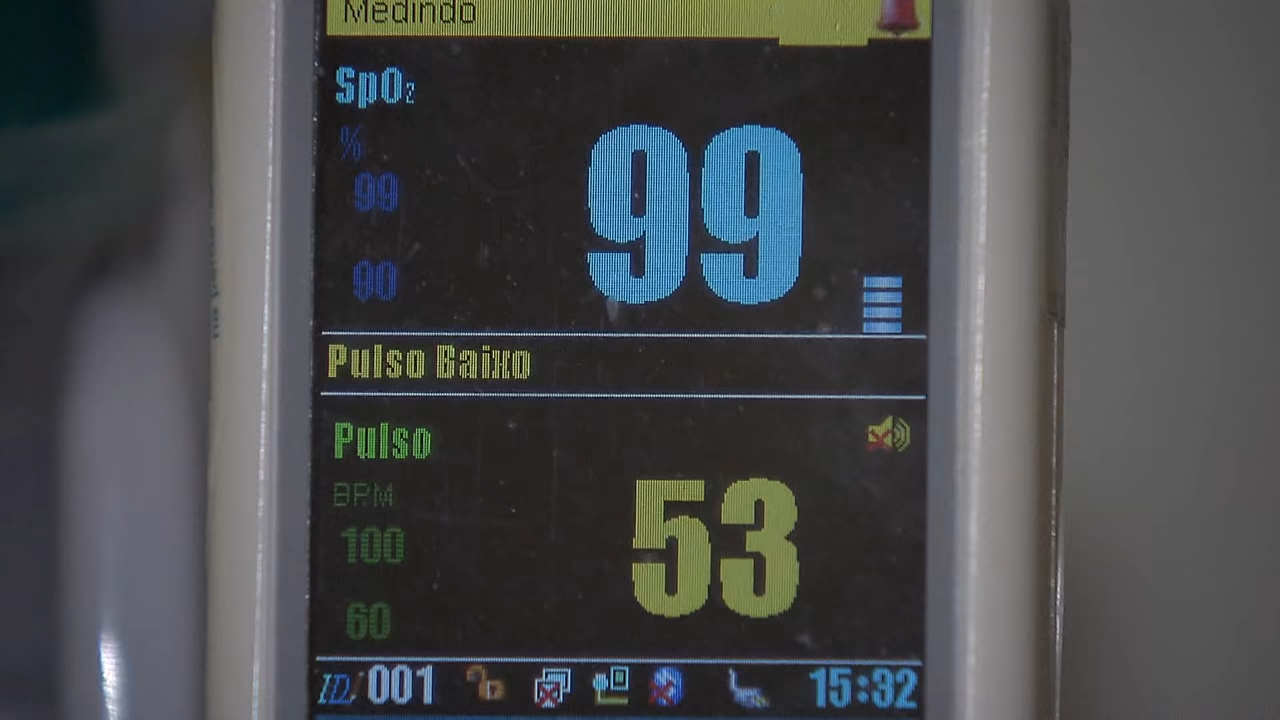 Medindo
SpO₂
%
99
99
90
Pulso Baixo
Pulso
BPM
53
100
60
ID/ 001
15:32